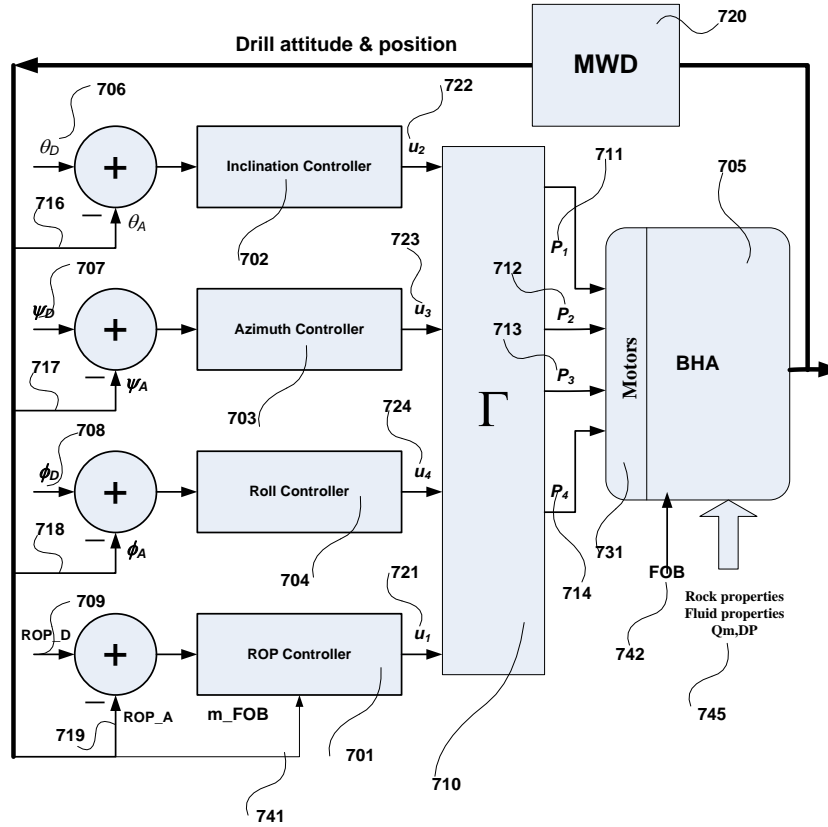 720
Drill attitude & position
MWD
706
722
θD
+
Inclination Controller
u2
716
θA
702
711
705
P1
707
723
712
ψD
+
Azimuth Controller
u3
P2
713
717
ψA
703
P3
Γ
Motors
BHA
708
724
ϕD
+
Roll Controller
u4
P4
718
ϕA
704
714
731
FOB
709
721
742
Rock properties
Fluid properties
Qm,DP
ROP_D
+
ROP Controller
u1
745
719
ROP_A
m_FOB
701
710
741